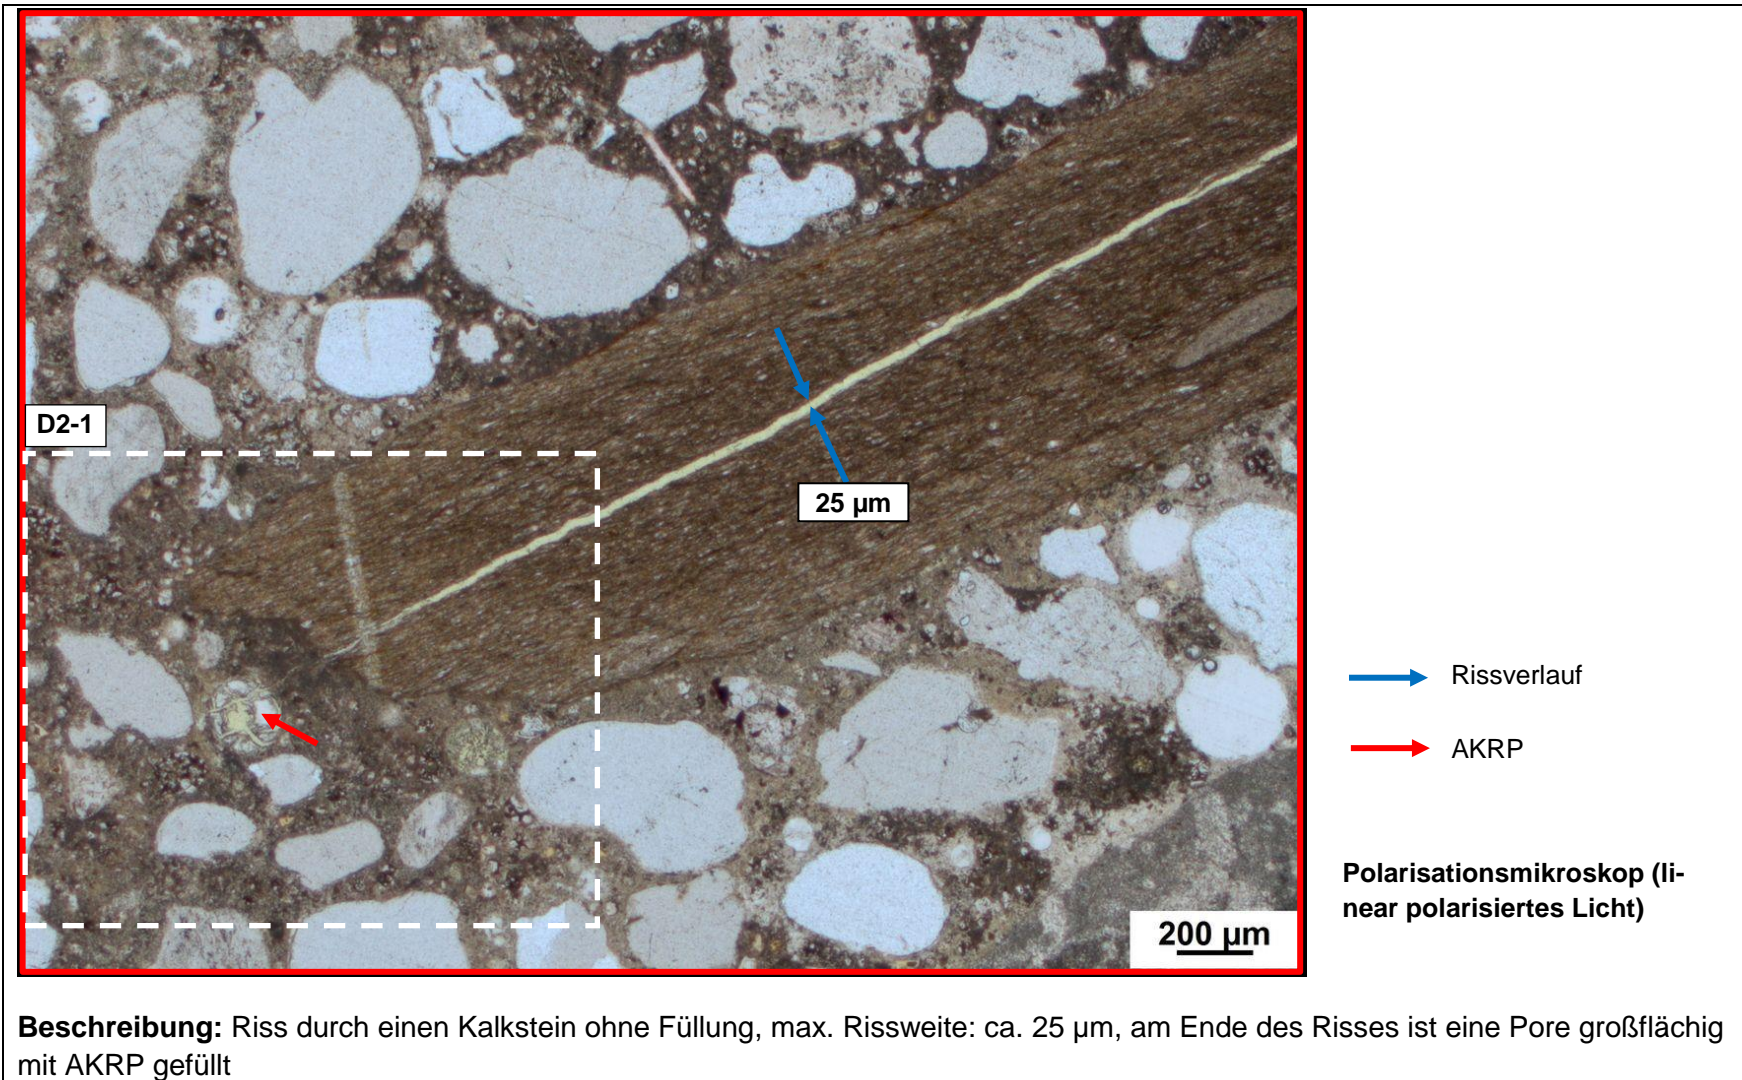 D2-1
25 µm
Rissverlauf
AKRP
Polarisationsmikroskop (li-
near polarisiertes Licht)
200 µm
Beschreibung: Riss durch einen Kalkstein ohne Füllung, max. Rissweite: ca. 25 µm, am Ende des Risses ist eine Pore großflächig
mit AKRP gefüllt